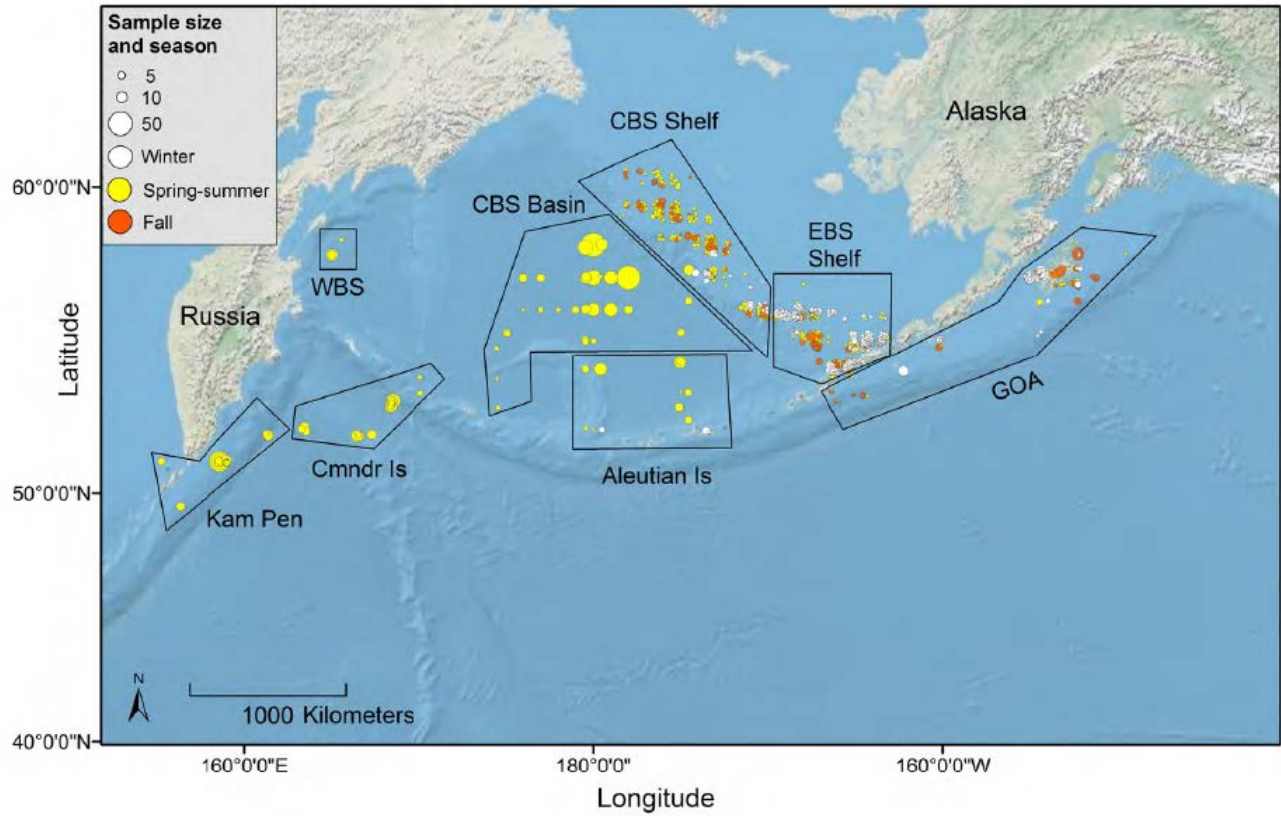 Sample size
and season
5
10
50
Winter
Spring-summer
Fall
CBS Shelf
Alaska
CBS Basin
EBS
Shelf
WBS
Russia
GOA
Cmndr Is
Aleutian Is
Kam Pen
N
1000 Kilometers
60°0'0"N
50°0'0"N
40°0'0"N
Latitude
160°0'0"E
180°0'0"
160°0'0"W
Longitude